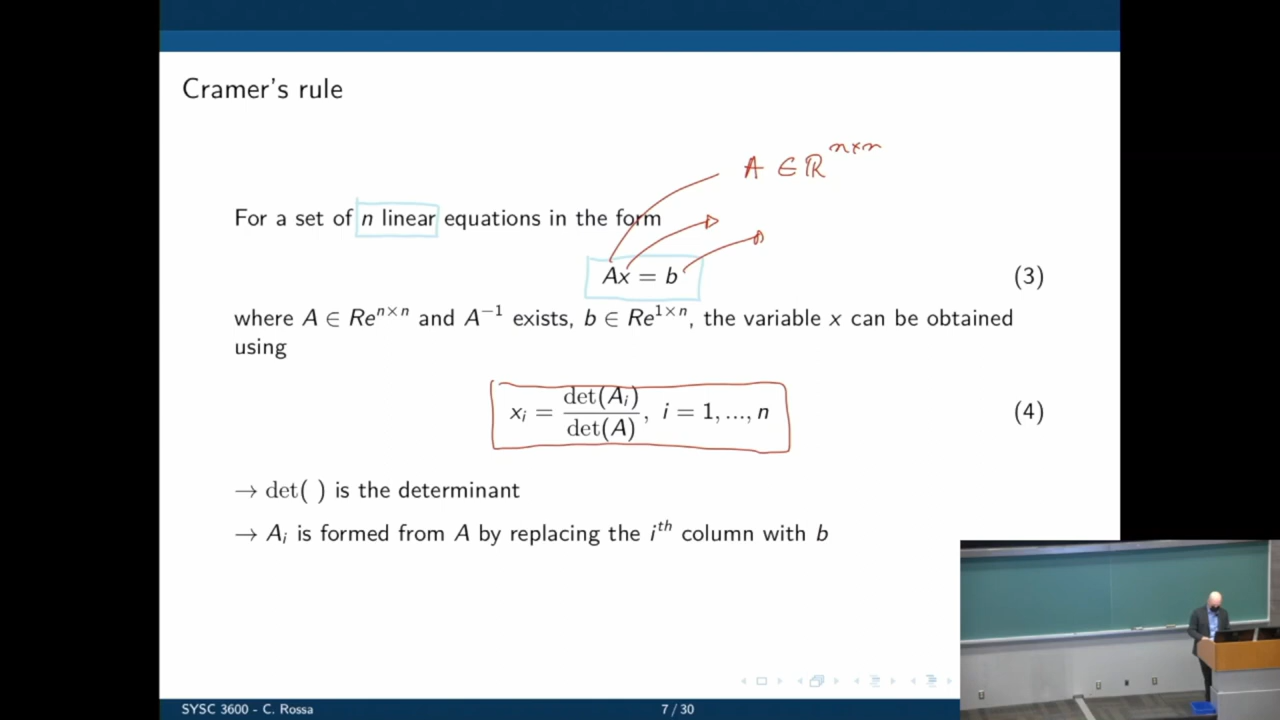 Cramer's rule
A ∈ ℝ^{n×n}
For a set of n linear equations in the form
Ax = b (3)
where A ∈ Re^{n×n} and A^{−1} exists, b ∈ Re^{1×n}, the variable x can be obtained
using
x_i = det(A_i) / det(A), i = 1, ..., n (4)
→ det( ) is the determinant
→ A_i is formed from A by replacing the i^{th} column with b
SYSC 3600 - C. Rossa 7 / 30